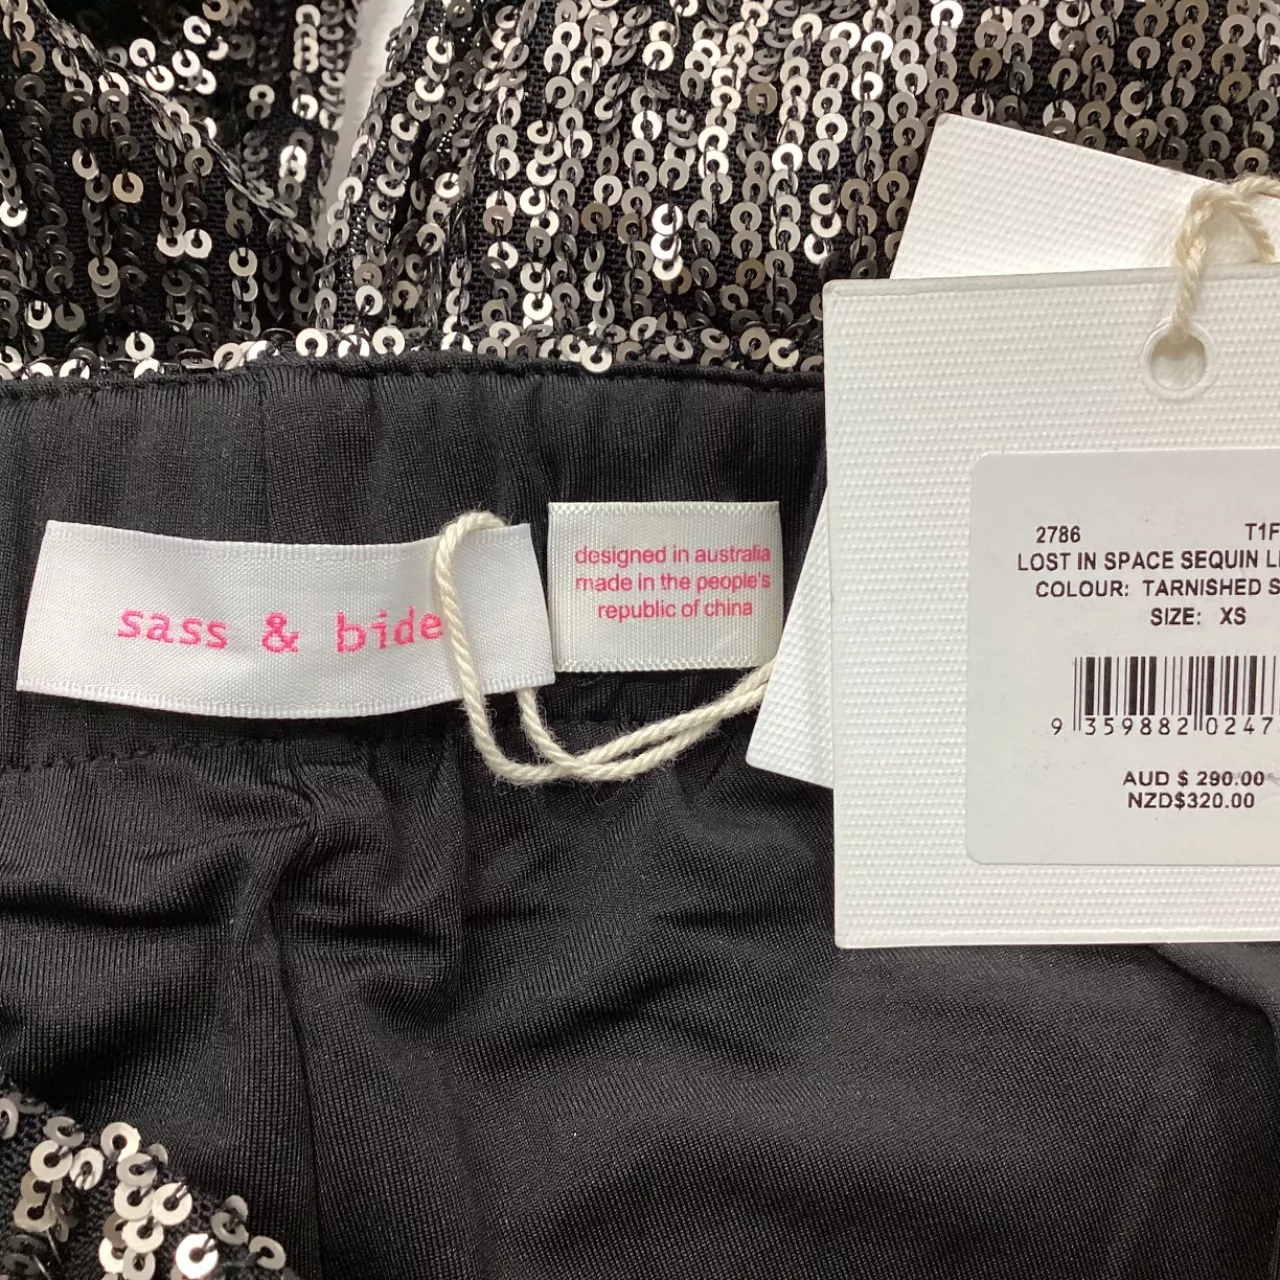 sass & bide
designed in australia
made in the people's
republic of china
2786 T1F
LOST IN SPACE SEQUIN
COLOUR: TARNISHED
SIZE: XS
9 359882 0247
AUD $ 290.00
NZD$320.00